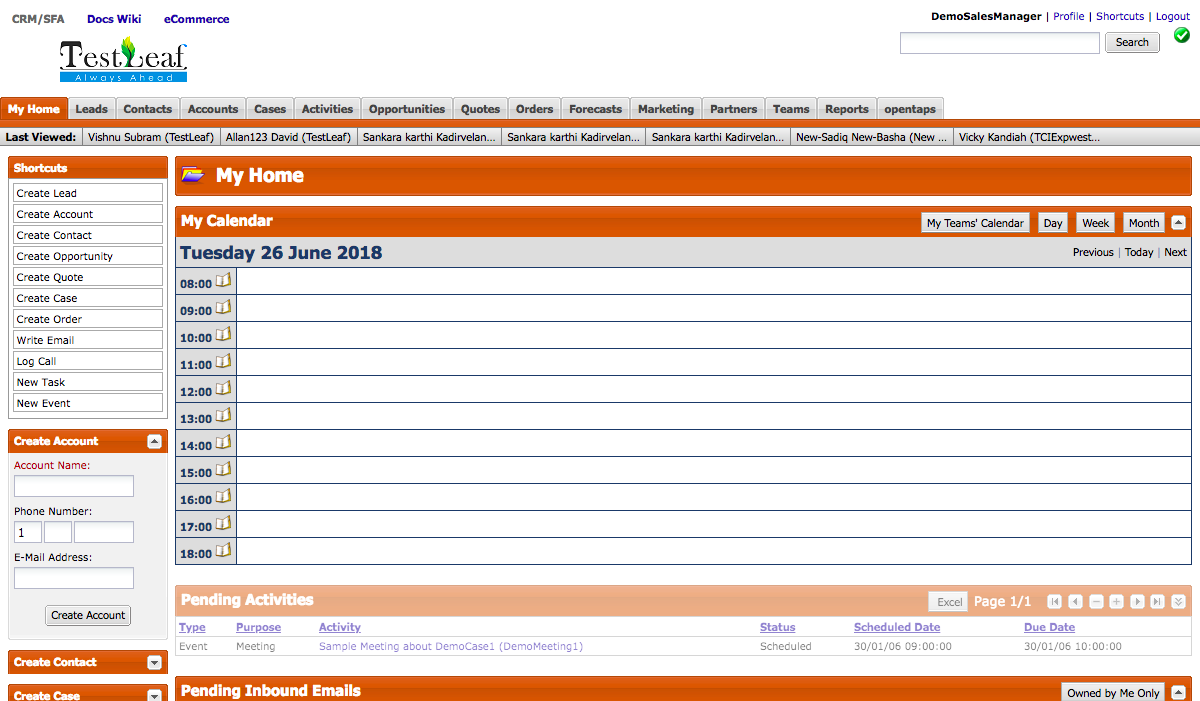 CRM/SFA Docs Wiki eCommerce
DemoSalesManager | Profile | Shortcuts | Logout
Search
TestLeaf
Always Ahead
My Home Leads Contacts Accounts Cases Activities Opportunities Quotes Orders Forecasts Marketing Partners Teams Reports opentaps
Last Viewed: Vishnu Subram (TestLeaf) Allan123 David (TestLeaf) Sankara karthi Kadirvelan... Sankara karthi Kadirvelan... Sankara karthi Kadirvelan... New-Sadiq New-Basha (New ... Vicky Kandiah (TCIExpwest...
Shortcuts
Create Lead
Create Account
Create Contact
Create Opportunity
Create Quote
Create Case
Create Order
Write Email
Log Call
New Task
New Event
Create Account
Account Name:
Phone Number:
1
E-Mail Address:
Create Account
Create Contact
Create Case
My Home
My Calendar My Teams' Calendar Day Week Month
Tuesday 26 June 2018 Previous | Today | Next
08:00
09:00
10:00
11:00
12:00
13:00
14:00
15:00
16:00
17:00
18:00
Pending Activities Excel Page 1/1
Type Purpose Activity Status Scheduled Date Due Date
Event Meeting Sample Meeting about DemoCase1 (DemoMeeting1) Scheduled 30/01/06 09:00:00 30/01/06 10:00:00
Pending Inbound Emails Owned by Me Only